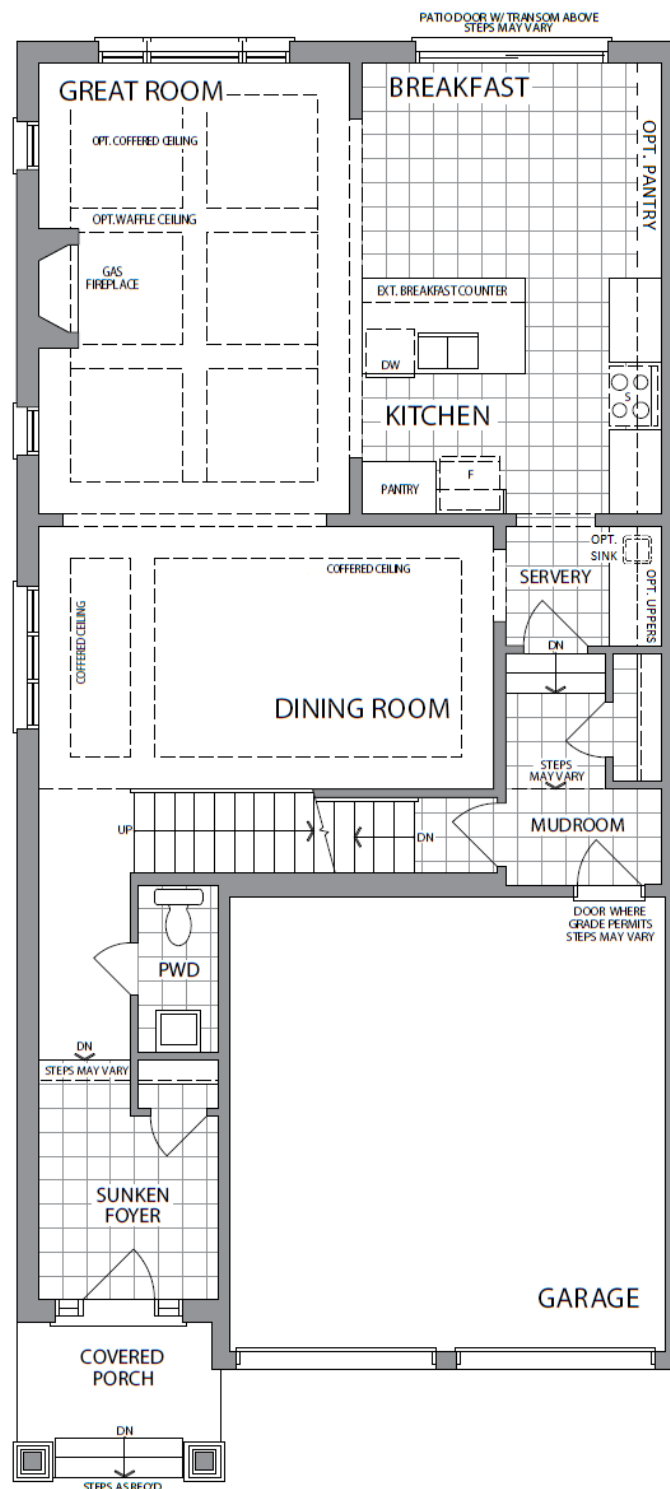 PATIO DOOR W/ TRANSOM ABOVE
STEPS MAY VARY
GREAT ROOM
BREAKFAST
OPT. COFFERED CEILING
OPT. PANTRY
OPT. WAFFLE CEILING
GAS
FIREPLACE
EXT. BREAKFAST COUNTER
DW
S
KITCHEN
PANTRY
F
OPT.
SINK
COFFERED CEILING
SERVERY
OPT. UPPERS
COFFERED CEILING
DN
DINING ROOM
STEPS
MAY VARY
UP
DN
MUDROOM
DOOR WHERE
GRADE PERMITS
STEPS MAY VARY
PWD
DN
STEPS MAY VARY
SUNKEN
FOYER
GARAGE
COVERED
PORCH
DN
STEPS AS REQ'D